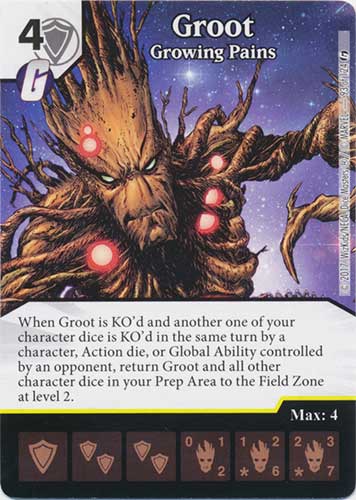 4
Groot
Growing Pains
G
When Groot is KO'd and another one of your
character dice is KO'd in the same turn by a
character, Action die, or Global Ability controlled
by an opponent, return Groot and all other
character dice in your Prep Area to the Field Zone
at level 2.
Max: 4
0 1
2
1 2
* 6
2 3
* 7